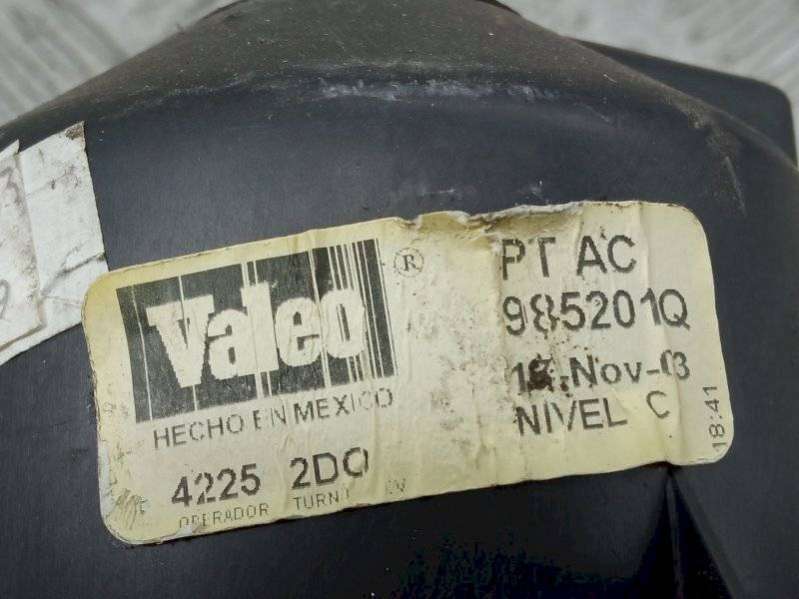 Valeo ®
HECHO EN MEXICO
4225 2DO
OPERADOR TURNO
PT AC
985201Q
Nov-03
NIVEL C
18:41